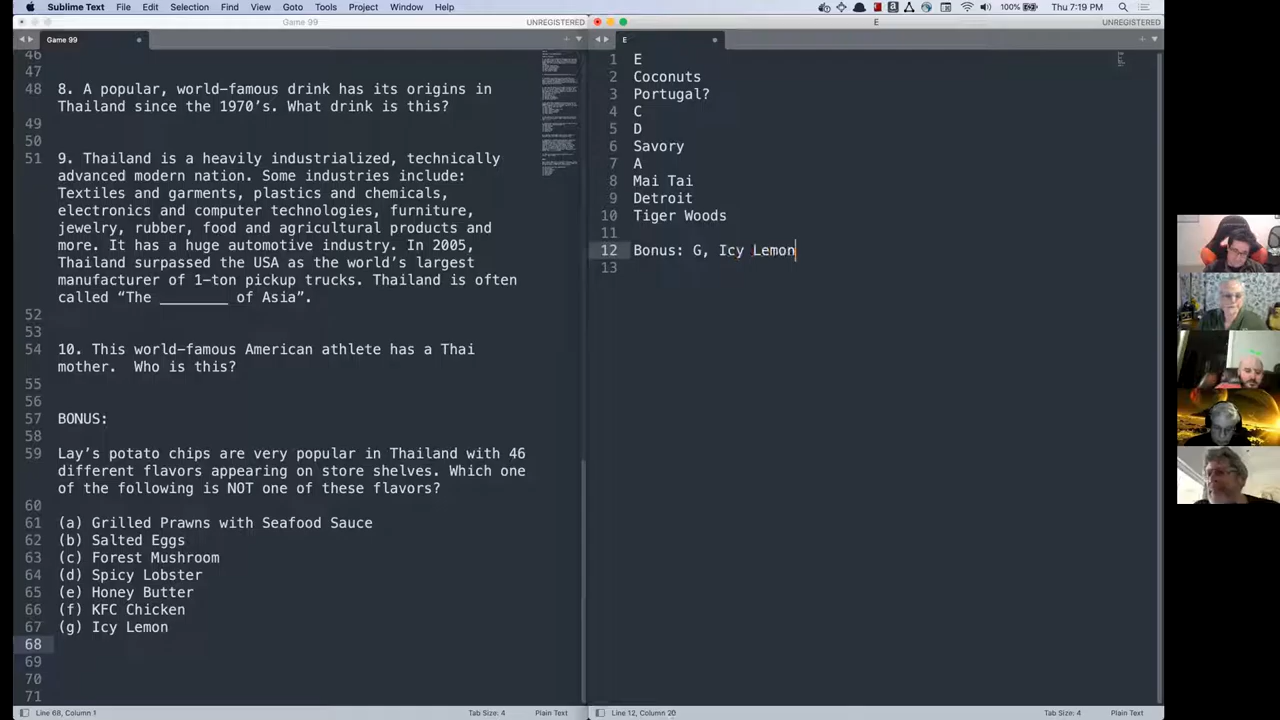 Sublime Text File Edit Selection Find View Goto Tools Project Window Help 100% Thu 7:19 PM
Game 99 UNREGISTERED
E UNREGISTERED
Game 99
E
46
47
48 8. A popular, world-famous drink has its origins in
Thailand since the 1970’s. What drink is this?
49
50
51 9. Thailand is a heavily industrialized, technically
advanced modern nation. Some industries include:
Textiles and garments, plastics and chemicals,
electronics and computer technologies, furniture,
jewelry, rubber, food and agricultural products and
more. It has a huge automotive industry. In 2005,
Thailand surpassed the USA as the world’s largest
manufacturer of 1-ton pickup trucks. Thailand is often
called “The ________ of Asia”.
52
53
54 10. This world-famous American athlete has a Thai
mother.  Who is this?
55
56
57 BONUS:
58
59 Lay’s potato chips are very popular in Thailand with 46
different flavors appearing on store shelves. Which one
of the following is NOT one of these flavors?
60
61 (a) Grilled Prawns with Seafood Sauce
62 (b) Salted Eggs
63 (c) Forest Mushroom
64 (d) Spicy Lobster
65 (e) Honey Butter
66 (f) KFC Chicken
67 (g) Icy Lemon
68
69
70
71
1 E
2 Coconuts
3 Portugal?
4 C
5 D
6 Savory
7 A
8 Mai Tai
9 Detroit
10 Tiger Woods
11
12 Bonus: G, Icy Lemon
13
Line 68, Column 1 Tab Size: 4 Plain Text
Line 12, Column 20 Tab Size: 4 Plain Text